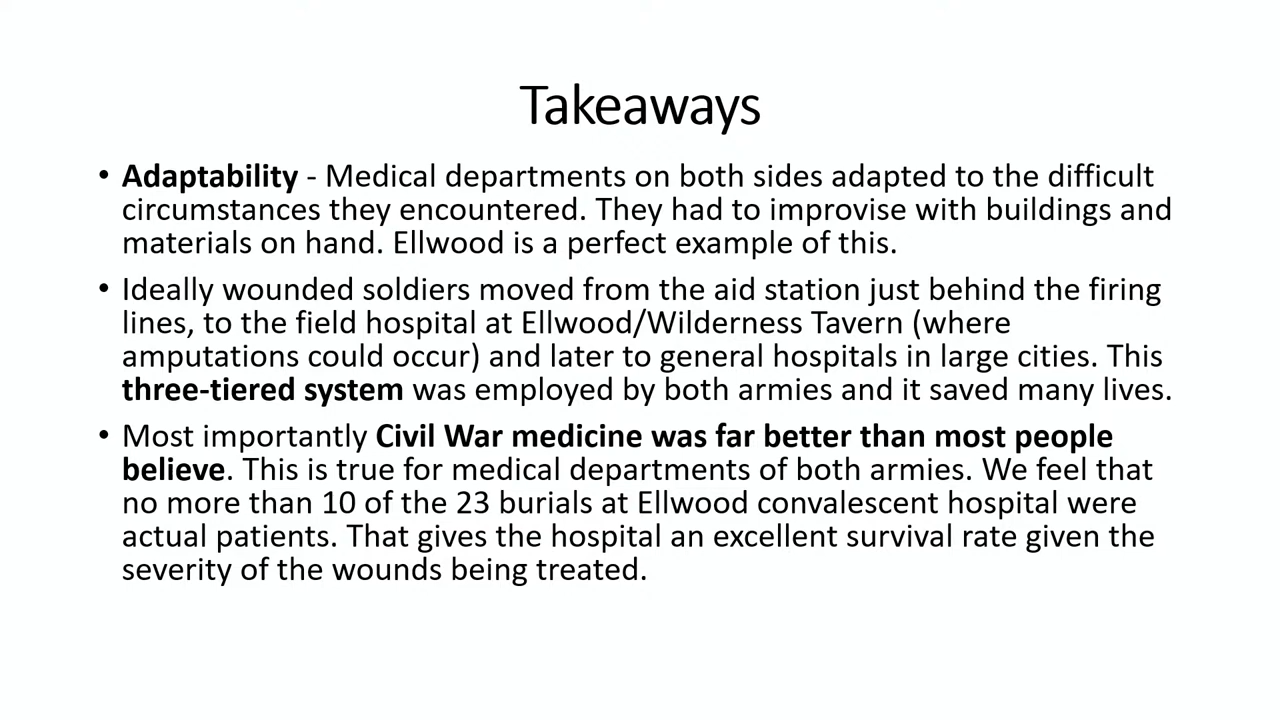 Takeaways
• Adaptability - Medical departments on both sides adapted to the difficult
circumstances they encountered. They had to improvise with buildings and
materials on hand. Ellwood is a perfect example of this.
• Ideally wounded soldiers moved from the aid station just behind the firing
lines, to the field hospital at Ellwood/Wilderness Tavern (where
amputations could occur) and later to general hospitals in large cities. This
three-tiered system was employed by both armies and it saved many lives.
• Most importantly Civil War medicine was far better than most people
believe. This is true for medical departments of both armies. We feel that
no more than 10 of the 23 burials at Ellwood convalescent hospital were
actual patients. That gives the hospital an excellent survival rate given the
severity of the wounds being treated.